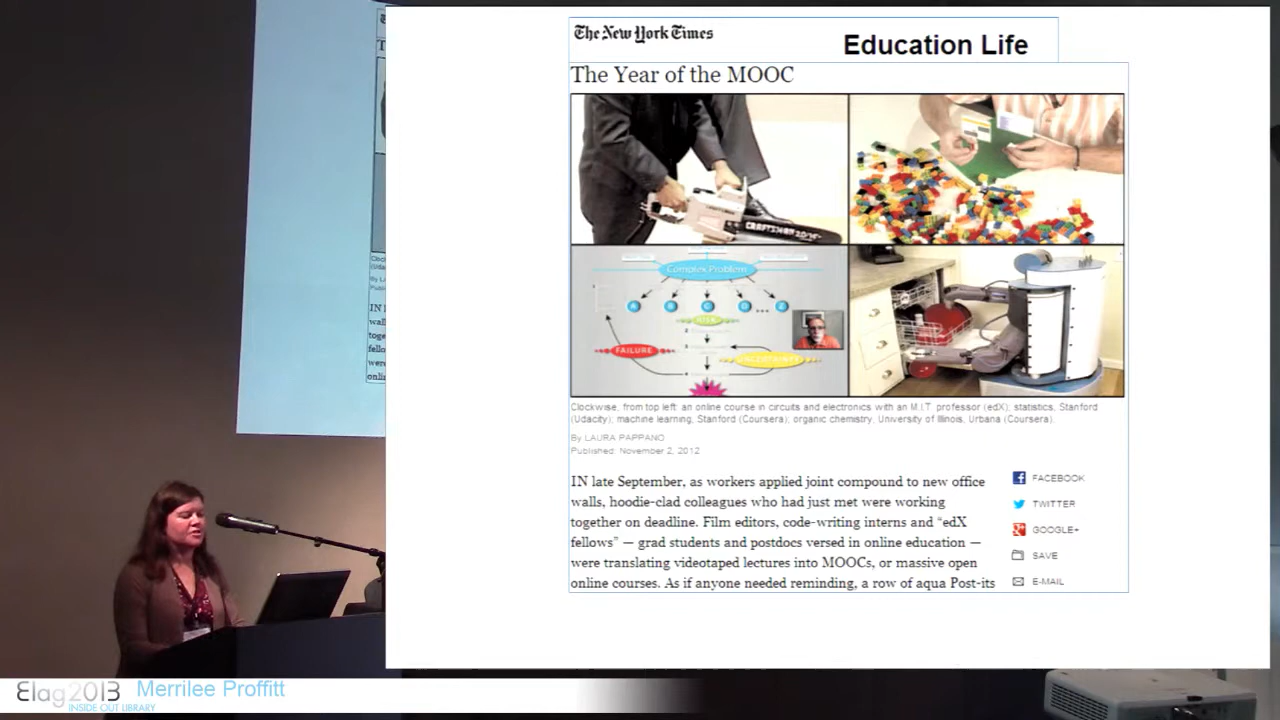 The New York Times
Education Life
The Year of the MOOC
CRAFTSMAN
Complex Problem
A
C
D
Z
FAILURE
Clockwise, from top left: an online course in circuits and electronics with an M.I.T. professor (edX); statistics, Stanford
(Udacity); machine learning, Stanford (Coursera); organic chemistry, University of Illinois, Urbana (Coursera).
By LAURA PAPPANO
Published: November 2, 2012
IN late September, as workers applied joint compound to new office
walls, hoodie-clad colleagues who had just met were working
together on deadline. Film editors, code-writing interns and “edX
fellows” — grad students and postdocs versed in online education —
were translating videotaped lectures into MOOCs, or massive open
online courses. As if anyone needed reminding, a row of aqua Post-its
FACEBOOK
TWITTER
GOOGLE+
SAVE
E-MAIL
Elag2013
INSIDE OUT LIBRARY
Merrilee Proffitt